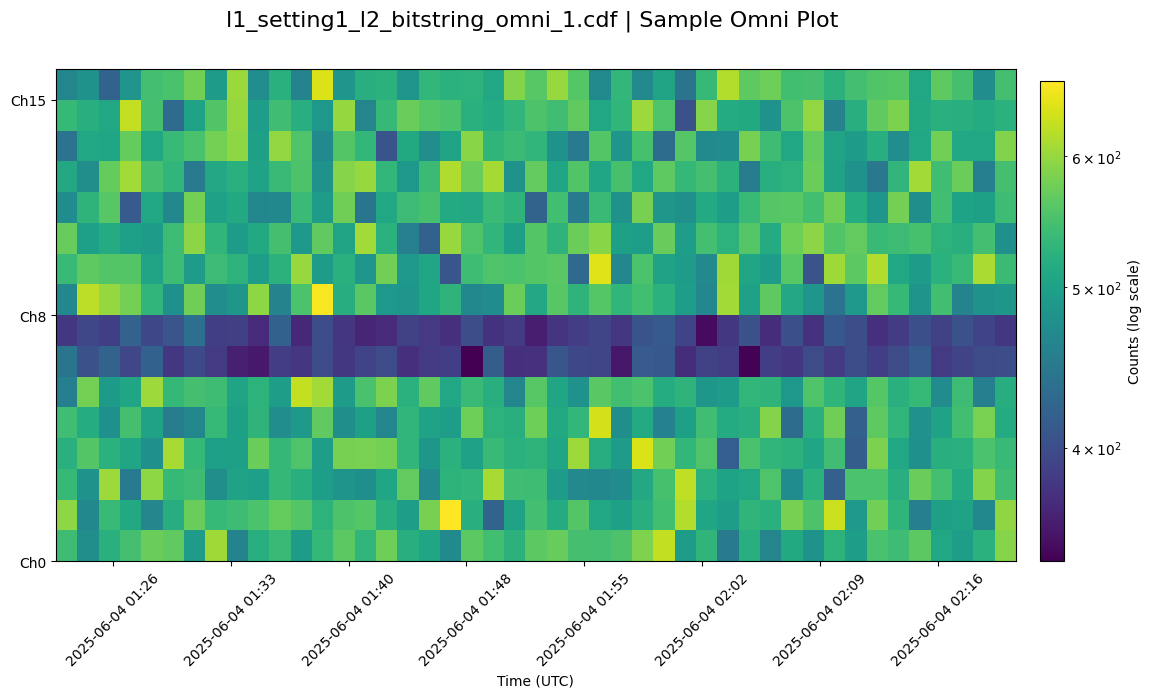 l1_setting1_l2_bitstring_omni_1.cdf | Sample Omni Plot
Ch15
Ch8
Ch0
6 × 10²
5 × 10²
4 × 10²
Counts (log scale)
2025-06-04 01:26
2025-06-04 01:33
2025-06-04 01:40
2025-06-04 01:48
2025-06-04 01:55
2025-06-04 02:02
2025-06-04 02:09
2025-06-04 02:16
Time (UTC)